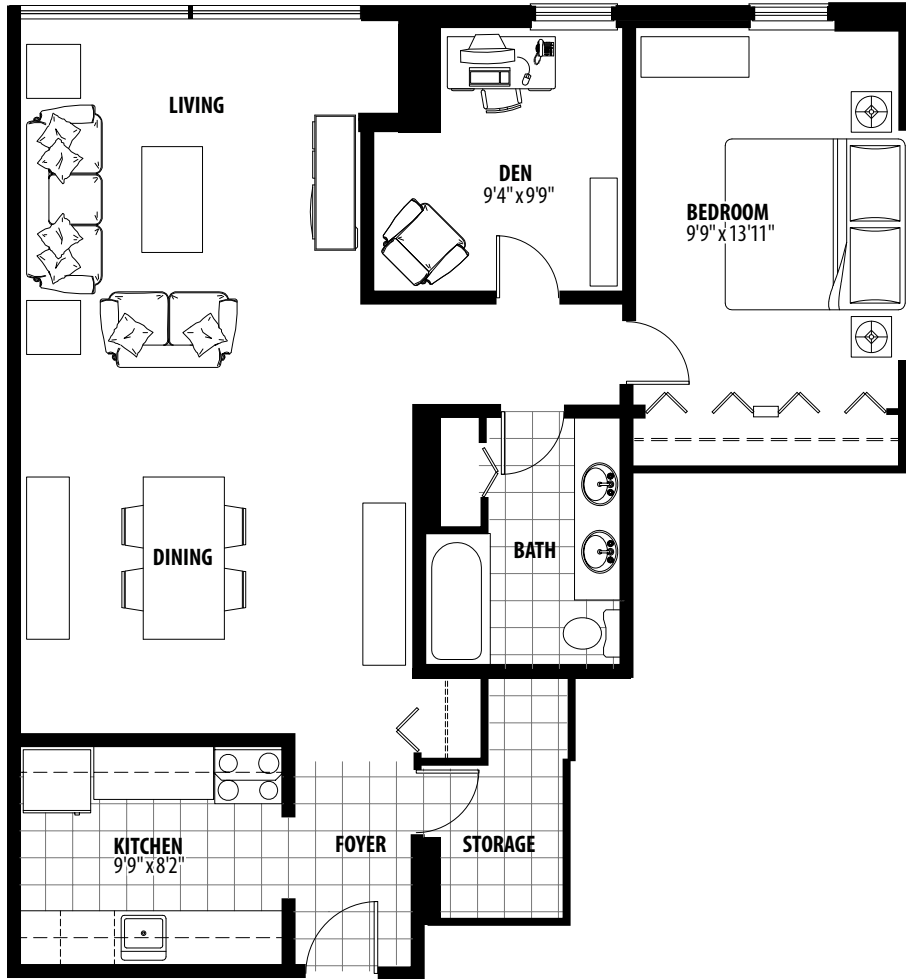 LIVING
DEN
9'4" x 9'9"
BEDROOM
9'9" x 13'11"
DINING
BATH
KITCHEN
9'9" x 8'2"
FOYER
STORAGE